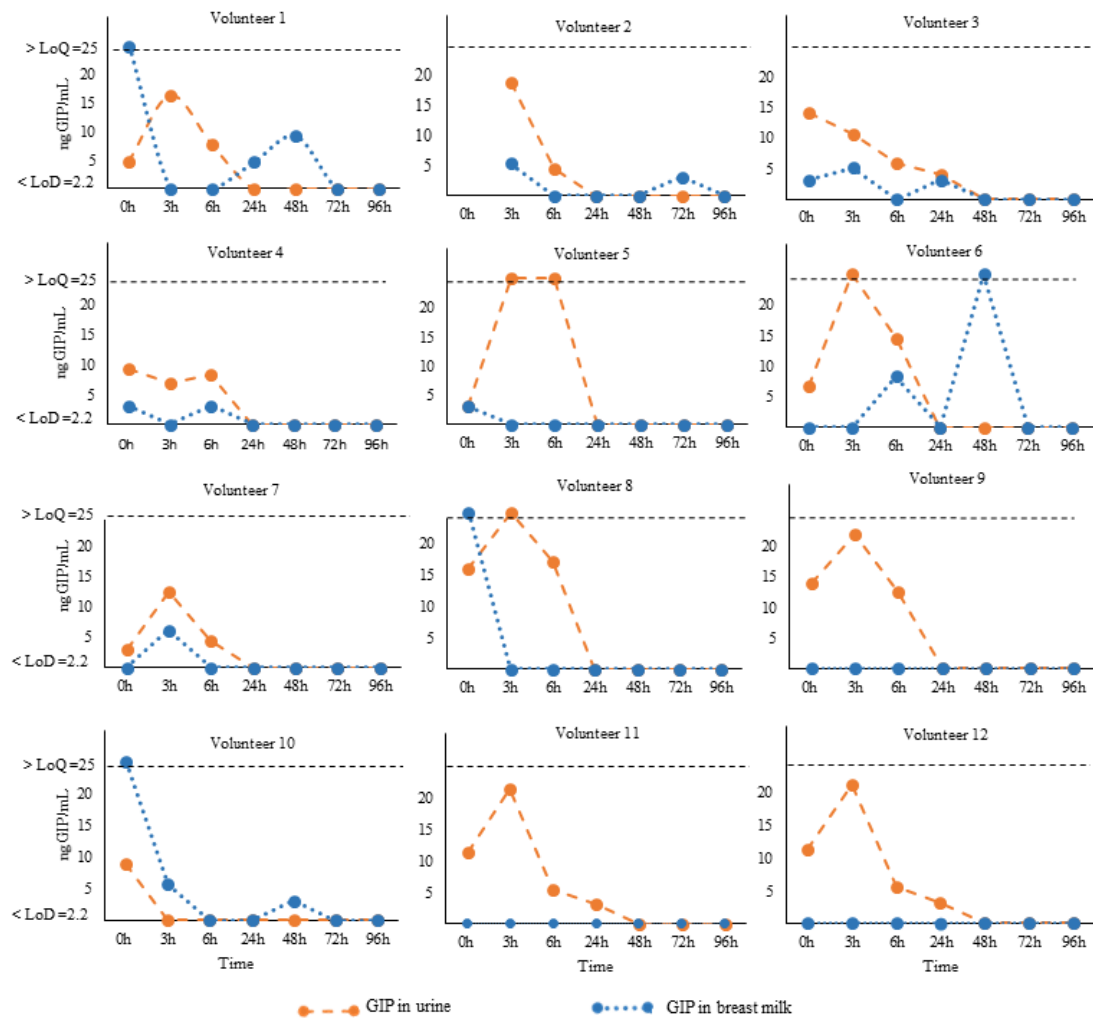 Volunteer 1
Volunteer 2
Volunteer 3
> LoQ=25
20
15
10
5
ng GIP/mL
< LoD=2.2
0h 3h 6h 24h 48h 72h 96h
20
15
10
5
0h 3h 6h 24h 48h 72h 96h
20
15
10
5
0h 3h 6h 24h 48h 72h 96h
Volunteer 4
Volunteer 5
Volunteer 6
> LoQ=25
20
15
10
5
ng GIP/mL
< LoD=2.2
0h 3h 6h 24h 48h 72h 96h
20
15
10
5
0h 3h 6h 24h 48h 72h 96h
20
15
10
5
0h 3h 6h 24h 48h 72h 96h
Volunteer 7
Volunteer 8
Volunteer 9
> LoQ=25
20
15
10
5
ng GIP/mL
< LoD=2.2
0h 3h 6h 24h 48h 72h 96h
20
15
10
5
0h 3h 6h 24h 48h 72h 96h
20
15
10
5
0h 3h 6h 24h 48h 72h 96h
Volunteer 10
Volunteer 11
Volunteer 12
> LoQ=25
20
15
10
5
ng GIP/mL
< LoD=2.2
0h 3h 6h 24h 48h 72h 96h
Time
20
15
10
5
0h 3h 6h 24h 48h 72h 96h
Time
20
15
10
5
0h 3h 6h 24h 48h 72h 96h
Time
GIP in urine
GIP in breast milk